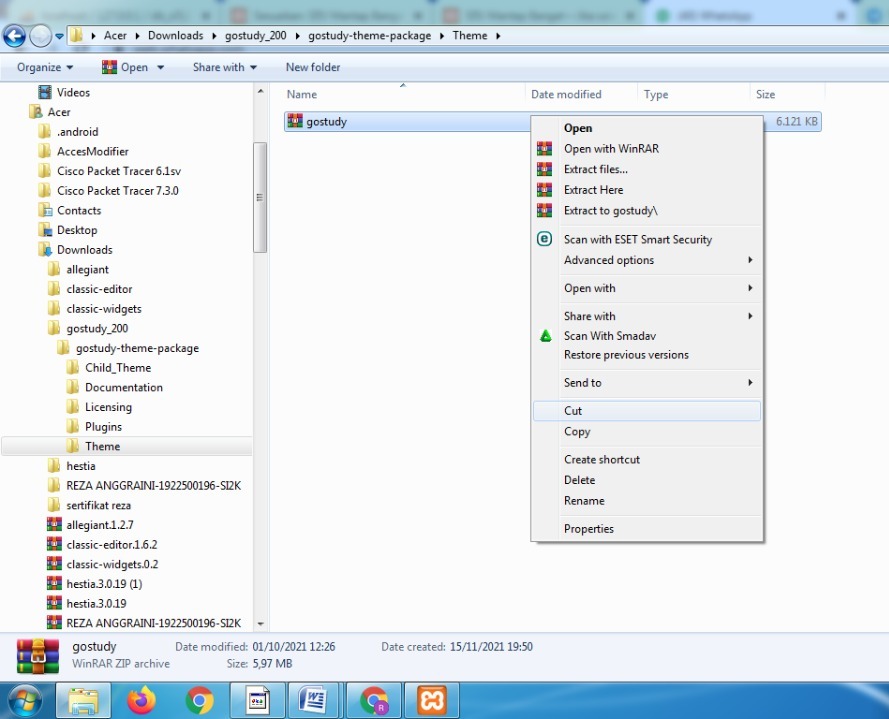 Acer Downloads gostudy_200 gostudy-theme-package Theme
Organize Open Share with New folder
Name Date modified Type Size
Videos
Acer
.android
AccesModifier
Cisco Packet Tracer 6.1sv
Cisco Packet Tracer 7.3.0
Contacts
Desktop
Downloads
allegiant
classic-editor
classic-widgets
gostudy_200
gostudy-theme-package
Child_Theme
Documentation
Licensing
Plugins
Theme
hestia
REZA ANGGRAINI-1922500196-SI2K
sertifikat reza
allegiant.1.2.7
classic-editor.1.6.2
classic-widgets.0.2
hestia.3.0.19 (1)
hestia.3.0.19
REZA ANGGRAINI-1922500196-SI2K
gostudy 6.121 KB
Open
Open with WinRAR
Extract files...
Extract Here
Extract to gostudy\
Scan with ESET Smart Security
Advanced options
Open with
Share with
Scan With Smadav
Restore previous versions
Send to
Cut
Copy
Create shortcut
Delete
Rename
Properties
gostudy Date modified: 01/10/2021 12:26 Date created: 15/11/2021 19:50
WinRAR ZIP archive Size: 5,97 MB